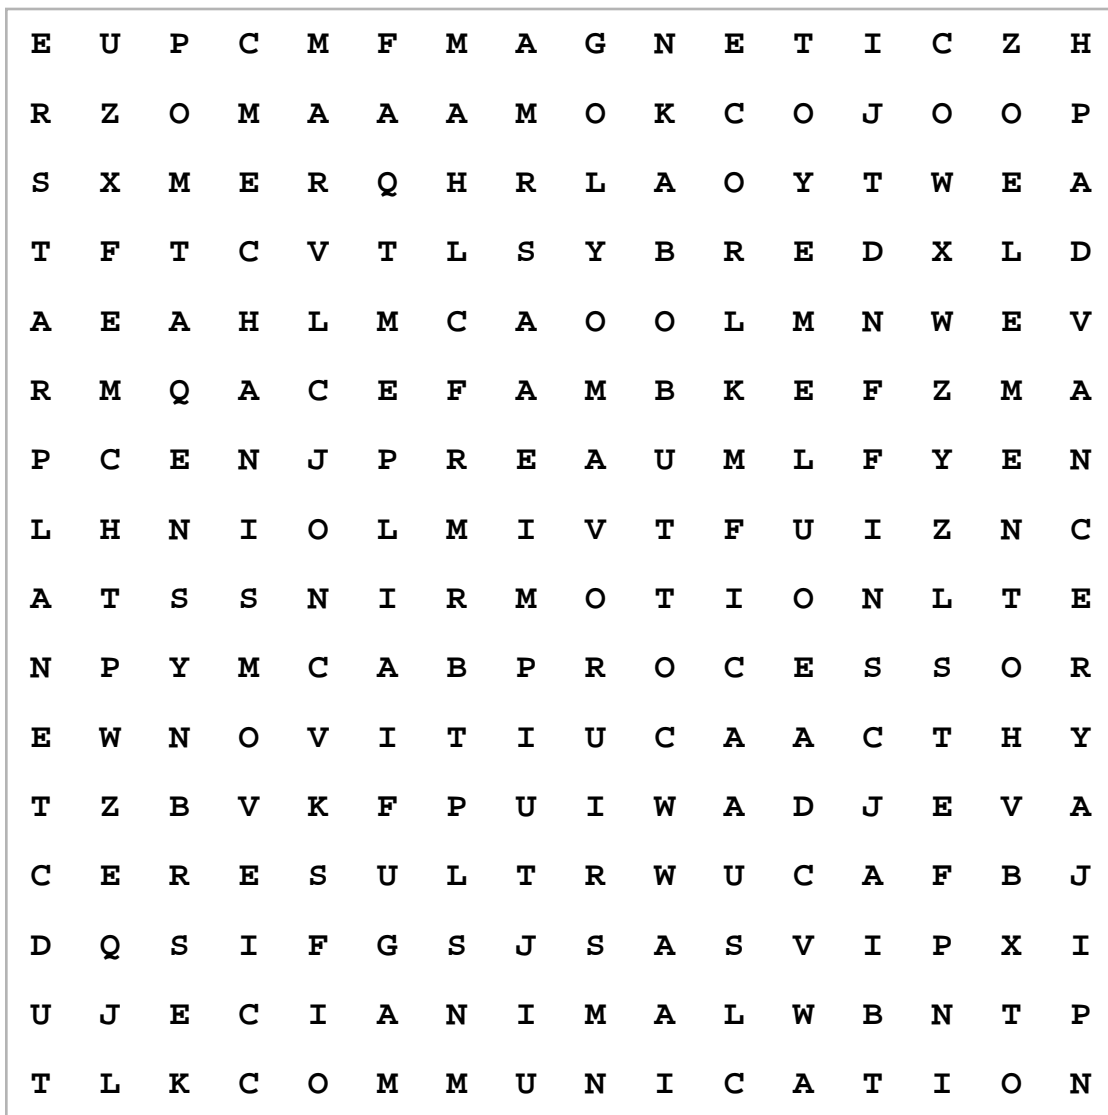 E U P C M F M A G N E T I C Z H
R Z O M A A A M O K C O J O O P
S X M E R Q H R L A O Y T W E A
T F T C V T L S Y B R E D X L D
A E A H L M C A O O L M N W E V
R M Q A C E F A M B K E F Z M A
P C E N J P R E A U M L F Y E N
L H N I O L M I V T F U I Z N C
A T S S N I R M O T I O N L T E
N P Y M C A B P R O C E S S O R
E W N O V I T I U C A A C T H Y
T Z B V K F P U I W A D J E V A
C E R E S U L T R W U C A F B J
D Q S I F G S J S A S V I P X I
U J E C I A N I M A L W B N T P
T L K C O M M U N I C A T I O N